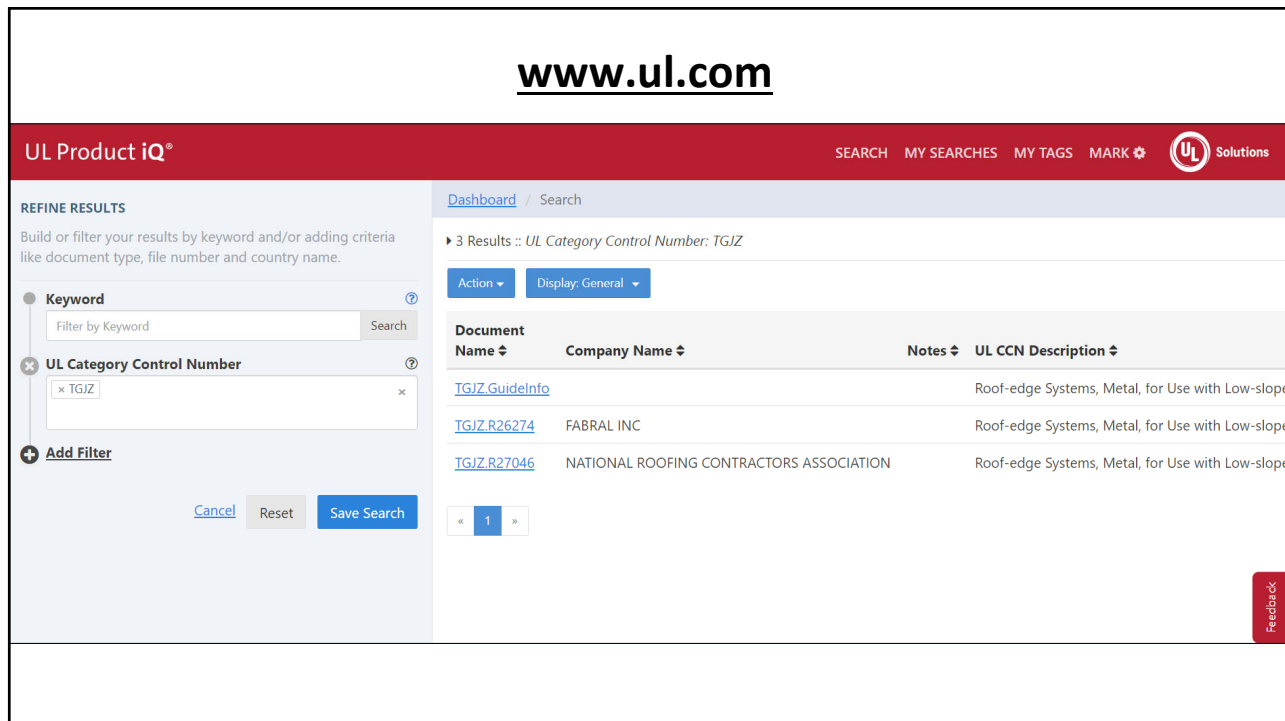 www.ul.com
UL Product iQ®
SEARCH MY SEARCHES MY TAGS MARK
UL Solutions
REFINE RESULTS
Build or filter your results by keyword and/or adding criteria
like document type, file number and country name.
Keyword
Filter by Keyword Search
UL Category Control Number
× TGJZ ×
Add Filter
Cancel Reset Save Search
Dashboard / Search
3 Results :: UL Category Control Number: TGJZ
Action Display: General
Document
Name Company Name Notes UL CCN Description
TGJZ.GuideInfo Roof-edge Systems, Metal, for Use with Low-slope
TGJZ.R26274 FABRAL INC Roof-edge Systems, Metal, for Use with Low-slope
TGJZ.R27046 NATIONAL ROOFING CONTRACTORS ASSOCIATION Roof-edge Systems, Metal, for Use with Low-slope
« 1 »
Feedback